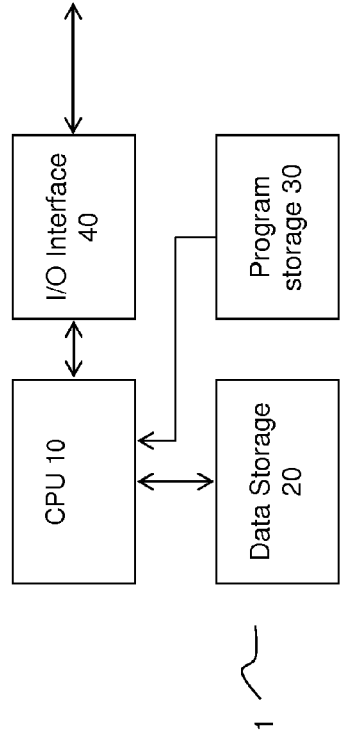 CPU 10
I/O Interface
40
Data Storage
20
Program
storage 30
1